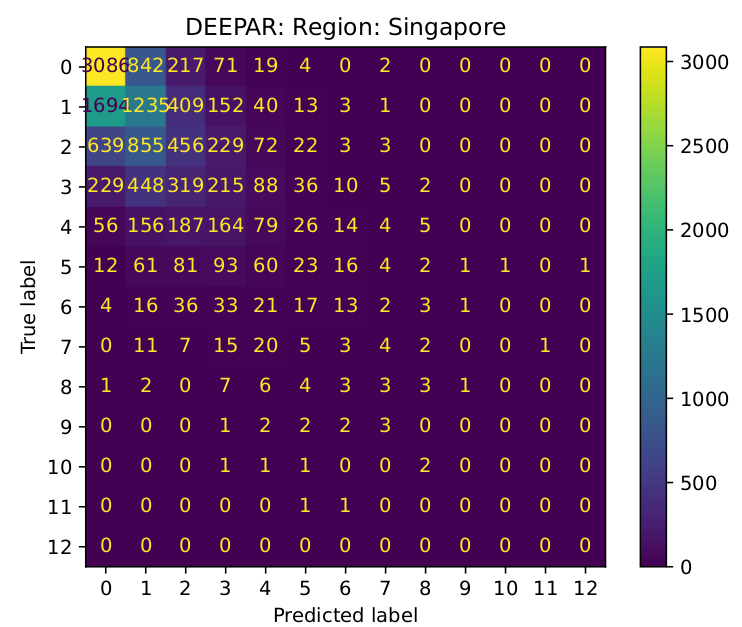 DEEPAR: Region: Singapore
0 3086 842 217 71 19 4 0 2 0 0 0 0 0
1 1694 1235 409 152 40 13 3 1 0 0 0 0 0
2 639 855 456 229 72 22 3 3 0 0 0 0 0
3 229 448 319 215 88 36 10 5 2 0 0 0 0
4 56 156 187 164 79 26 14 4 5 0 0 0 0
5 12 61 81 93 60 23 16 4 2 1 1 0 1
6 4 16 36 33 21 17 13 2 3 1 0 0 0
7 0 11 7 15 20 5 3 4 2 0 0 1 0
8 1 2 0 7 6 4 3 3 3 1 0 0 0
9 0 0 0 1 2 2 2 3 0 0 0 0 0
10 0 0 0 1 1 1 0 0 2 0 0 0 0
11 0 0 0 0 0 1 1 0 0 0 0 0 0
12 0 0 0 0 0 0 0 0 0 0 0 0 0
0 1 2 3 4 5 6 7 8 9 10 11 12
Predicted label
True label
3000
2500
2000
1500
1000
500
0